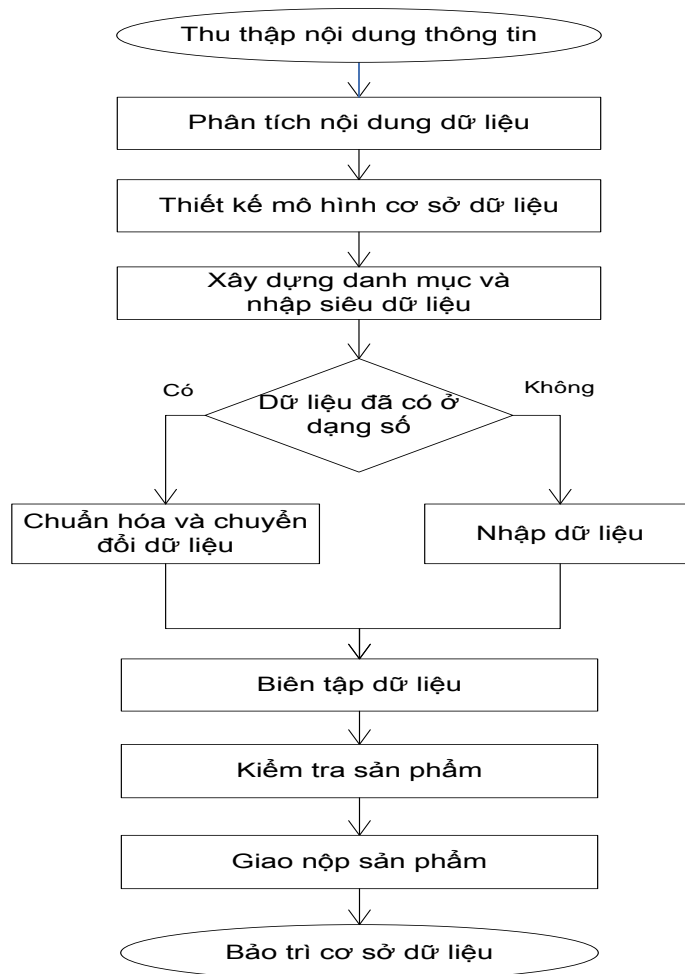 Thu thập nội dung thông tin
Phân tích nội dung dữ liệu
Thiết kế mô hình cơ sở dữ liệu
Xây dựng danh mục và
nhập siêu dữ liệu
Có
Không
Dữ liệu đã có ở
dạng số
Chuẩn hóa và chuyển
đổi dữ liệu
Nhập dữ liệu
Biên tập dữ liệu
Kiểm tra sản phẩm
Giao nộp sản phẩm
Bảo trì cơ sở dữ liệu